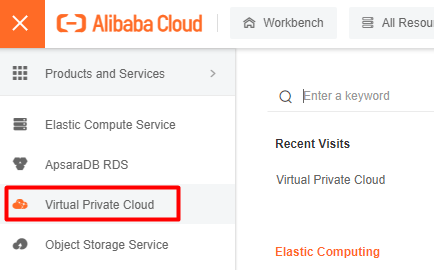 Alibaba Cloud
Workbench
All Resou
Products and Services
Enter a keyword
Elastic Compute Service
Recent Visits
ApsaraDB RDS
Virtual Private Cloud
Virtual Private Cloud
Object Storage Service
Elastic Computing